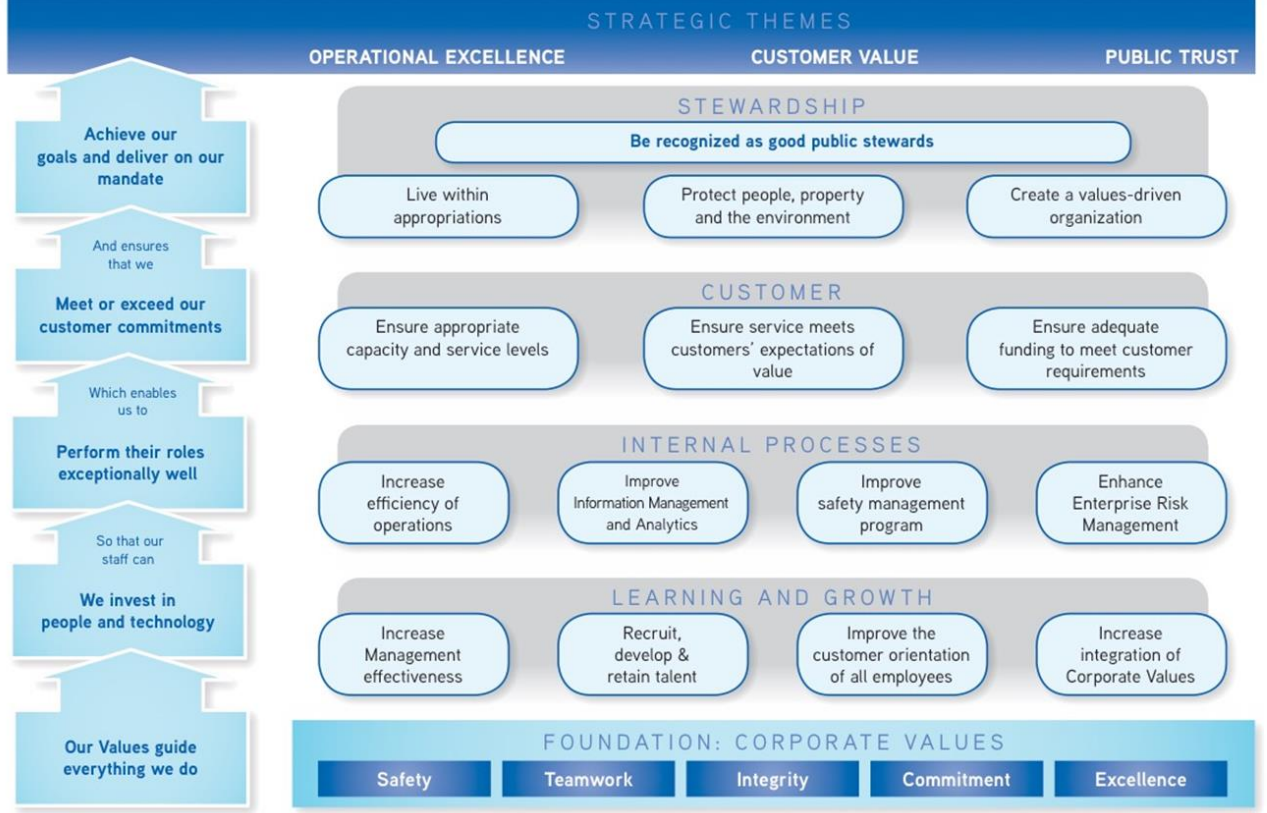 STRATEGIC THEMES
OPERATIONAL EXCELLENCE
CUSTOMER VALUE
PUBLIC TRUST
Achieve our
goals and deliver on our
mandate
STEWARDSHIP
Be recognized as good public stewards
Live within
appropriations
Protect people, property
and the environment
Create a values-driven
organization
And ensures
that we
Meet or exceed our
customer commitments
CUSTOMER
Ensure appropriate
capacity and service levels
Ensure service meets
customers' expectations of
value
Ensure adequate
funding to meet customer
requirements
Which enables
us to
Perform their roles
exceptionally well
INTERNAL PROCESSES
Increase
efficiency of
operations
Improve
Information Management
and Analytics
Improve
safety management
program
Enhance
Enterprise Risk
Management
So that our
staff can
We invest in
people and technology
LEARNING AND GROWTH
Increase
Management
effectiveness
Recruit,
develop &
retain talent
Improve the
customer orientation
of all employees
Increase
integration of
Corporate Values
Our Values guide
everything we do
FOUNDATION: CORPORATE VALUES
Safety
Teamwork
Integrity
Commitment
Excellence